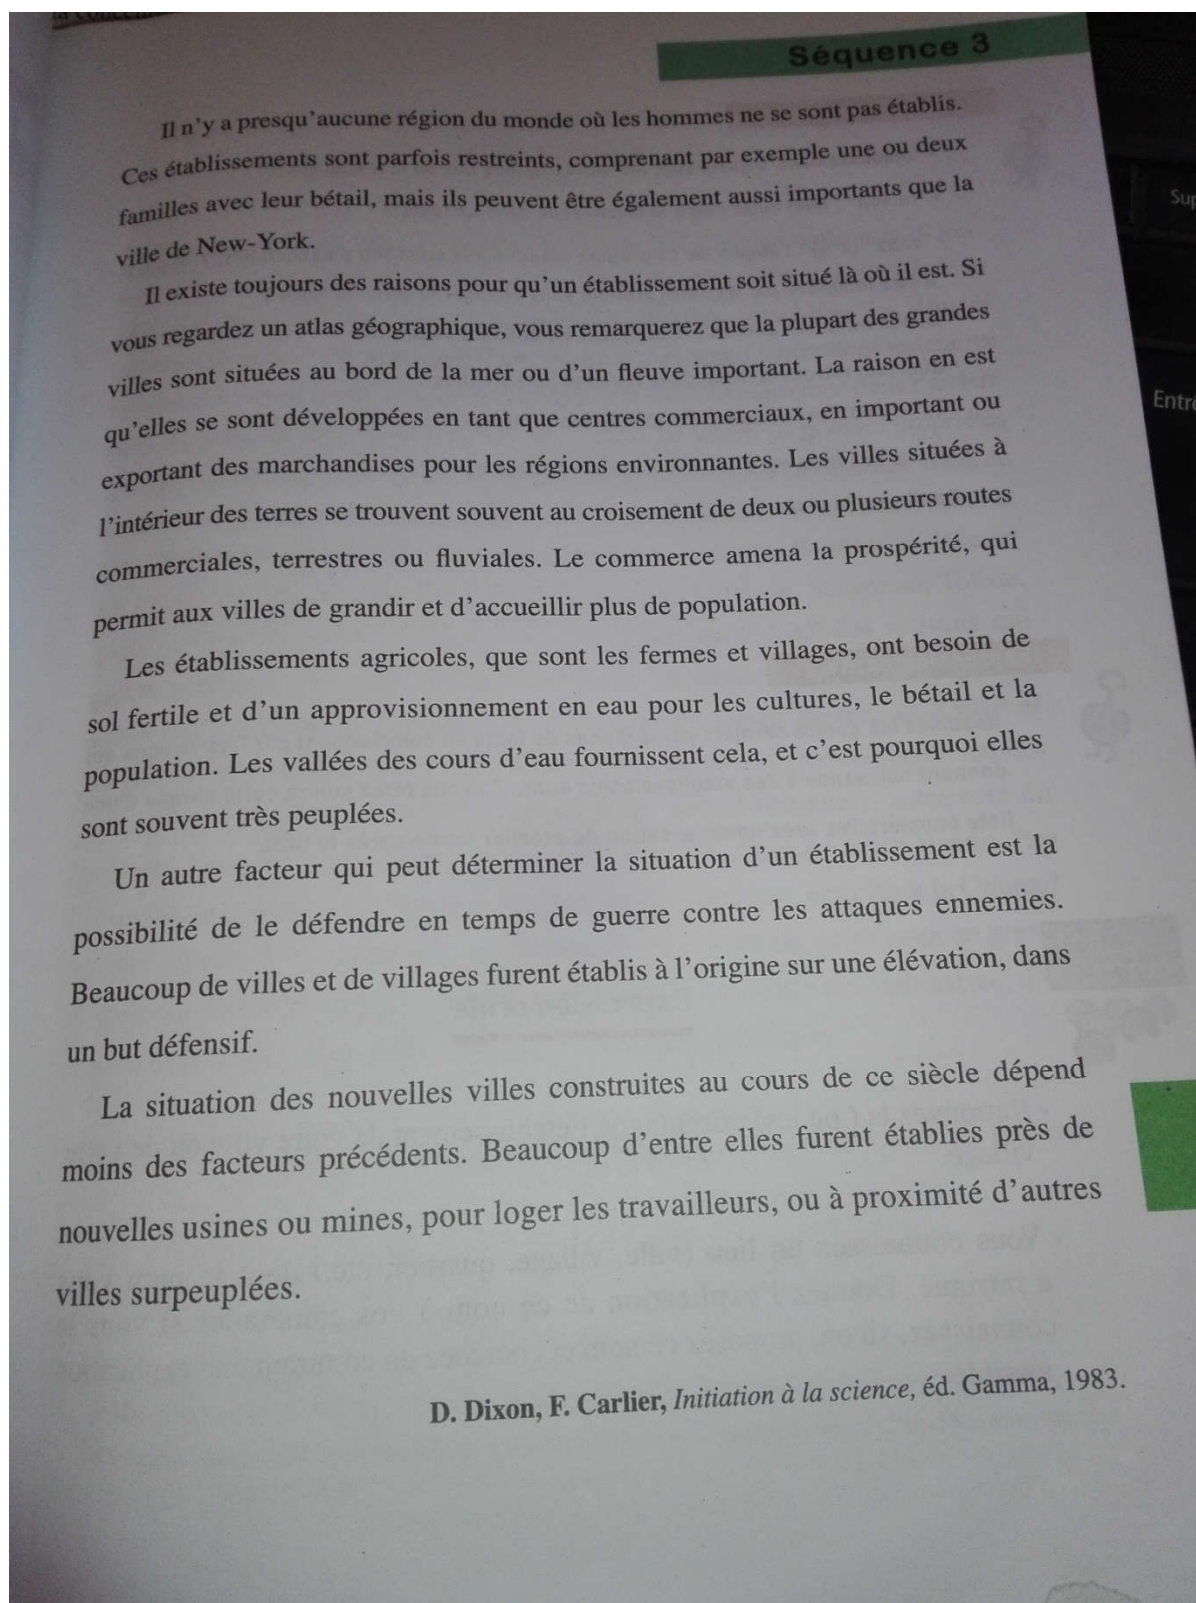 Séquence 3
Il n'y a presqu'aucune région du monde où les hommes ne se sont pas établis.
Ces établissements sont parfois restreints, comprenant par exemple une ou deux
familles avec leur bétail, mais ils peuvent être également aussi importants que la
ville de New-York.
Il existe toujours des raisons pour qu'un établissement soit situé là où il est. Si
vous regardez un atlas géographique, vous remarquerez que la plupart des grandes
villes sont situées au bord de la mer ou d'un fleuve important. La raison en est
qu'elles se sont développées en tant que centres commerciaux, en important ou
exportant des marchandises pour les régions environnantes. Les villes situées à
l'intérieur des terres se trouvent souvent au croisement de deux ou plusieurs routes
commerciales, terrestres ou fluviales. Le commerce amena la prospérité, qui
permit aux villes de grandir et d'accueillir plus de population.
Les établissements agricoles, que sont les fermes et villages, ont besoin de
sol fertile et d'un approvisionnement en eau pour les cultures, le bétail et la
population. Les vallées des cours d'eau fournissent cela, et c'est pourquoi elles
sont souvent très peuplées.
Un autre facteur qui peut déterminer la situation d'un établissement est la
possibilité de le défendre en temps de guerre contre les attaques ennemies.
Beaucoup de villes et de villages furent établis à l'origine sur une élévation, dans
un but défensif.
La situation des nouvelles villes construites au cours de ce siècle dépend
moins des facteurs précédents. Beaucoup d'entre elles furent établies près de
nouvelles usines ou mines, pour loger les travailleurs, ou à proximité d'autres
villes surpeuplées.
D. Dixon, F. Carlier, Initiation à la science, éd. Gamma, 1983.